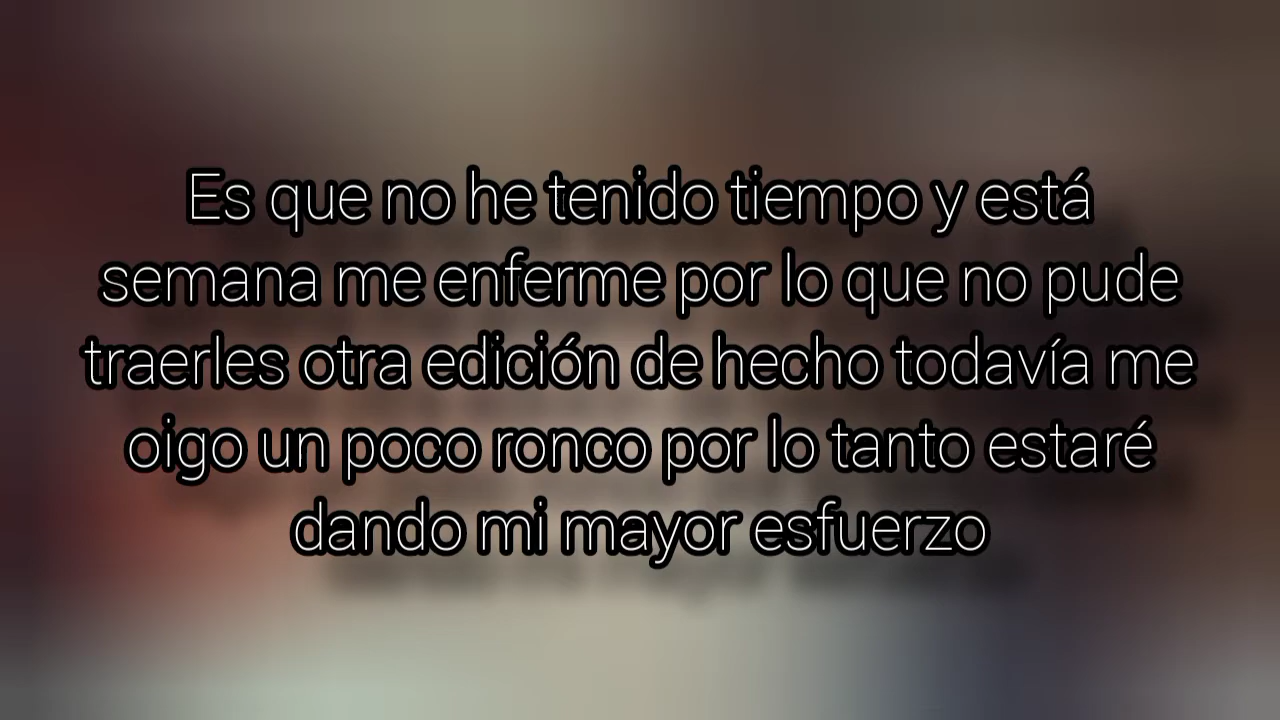 Es que no he tenido tiempo y está
semana me enferme por lo que no pude
traerles otra edición de hecho todavía me
oigo un poco ronco por lo tanto estaré
dando mi mayor esfuerzo